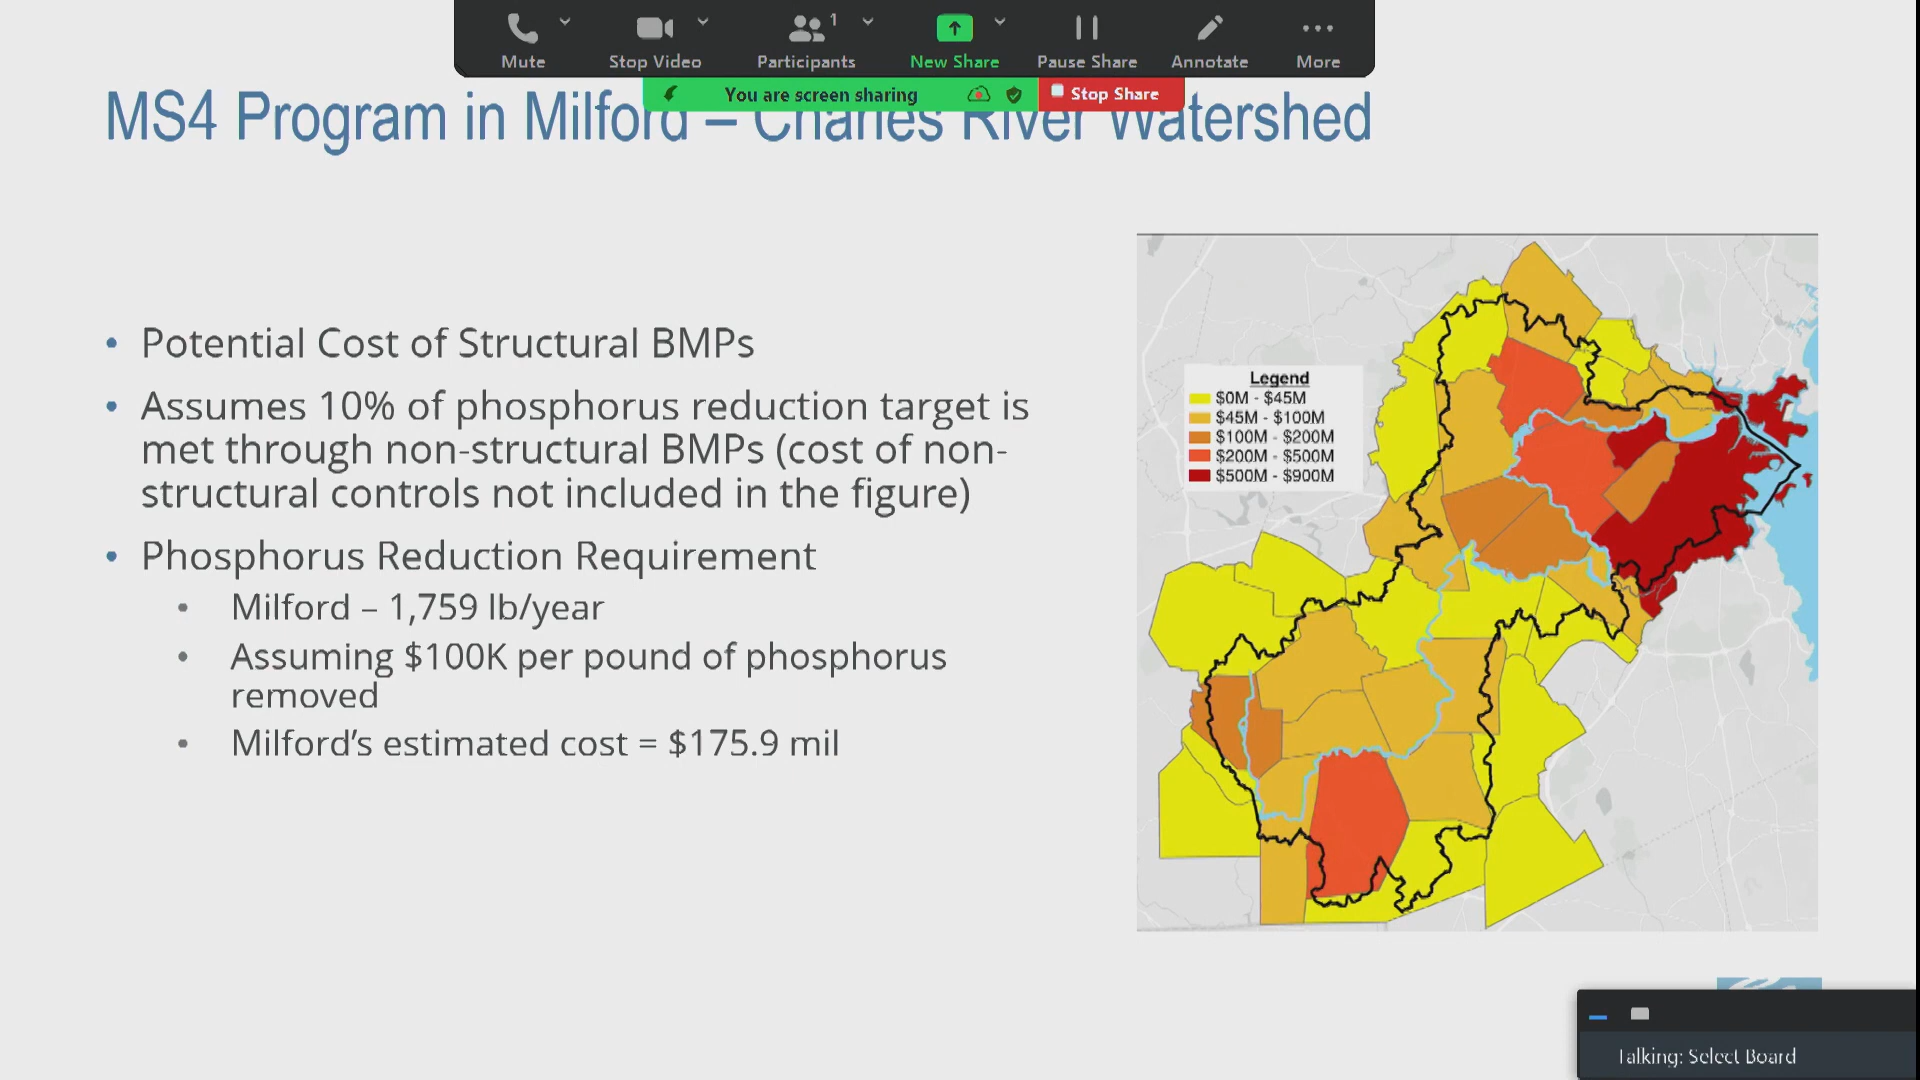 1
Mute
Stop Video
Participants
New Share
Pause Share
Annotate
More
You are screen sharing
Stop Share
MS4 Program in Milford – Charles River Watershed
• Potential Cost of Structural BMPs
• Assumes 10% of phosphorus reduction target is
met through non-structural BMPs (cost of non-
structural controls not included in the figure)
• Phosphorus Reduction Requirement
• Milford – 1,759 lb/year
• Assuming $100K per pound of phosphorus
removed
• Milford's estimated cost = $175.9 mil
Legend
$0M - $45M
$45M - $100M
$100M - $200M
$200M - $500M
$500M - $900M
Talking: Select Board